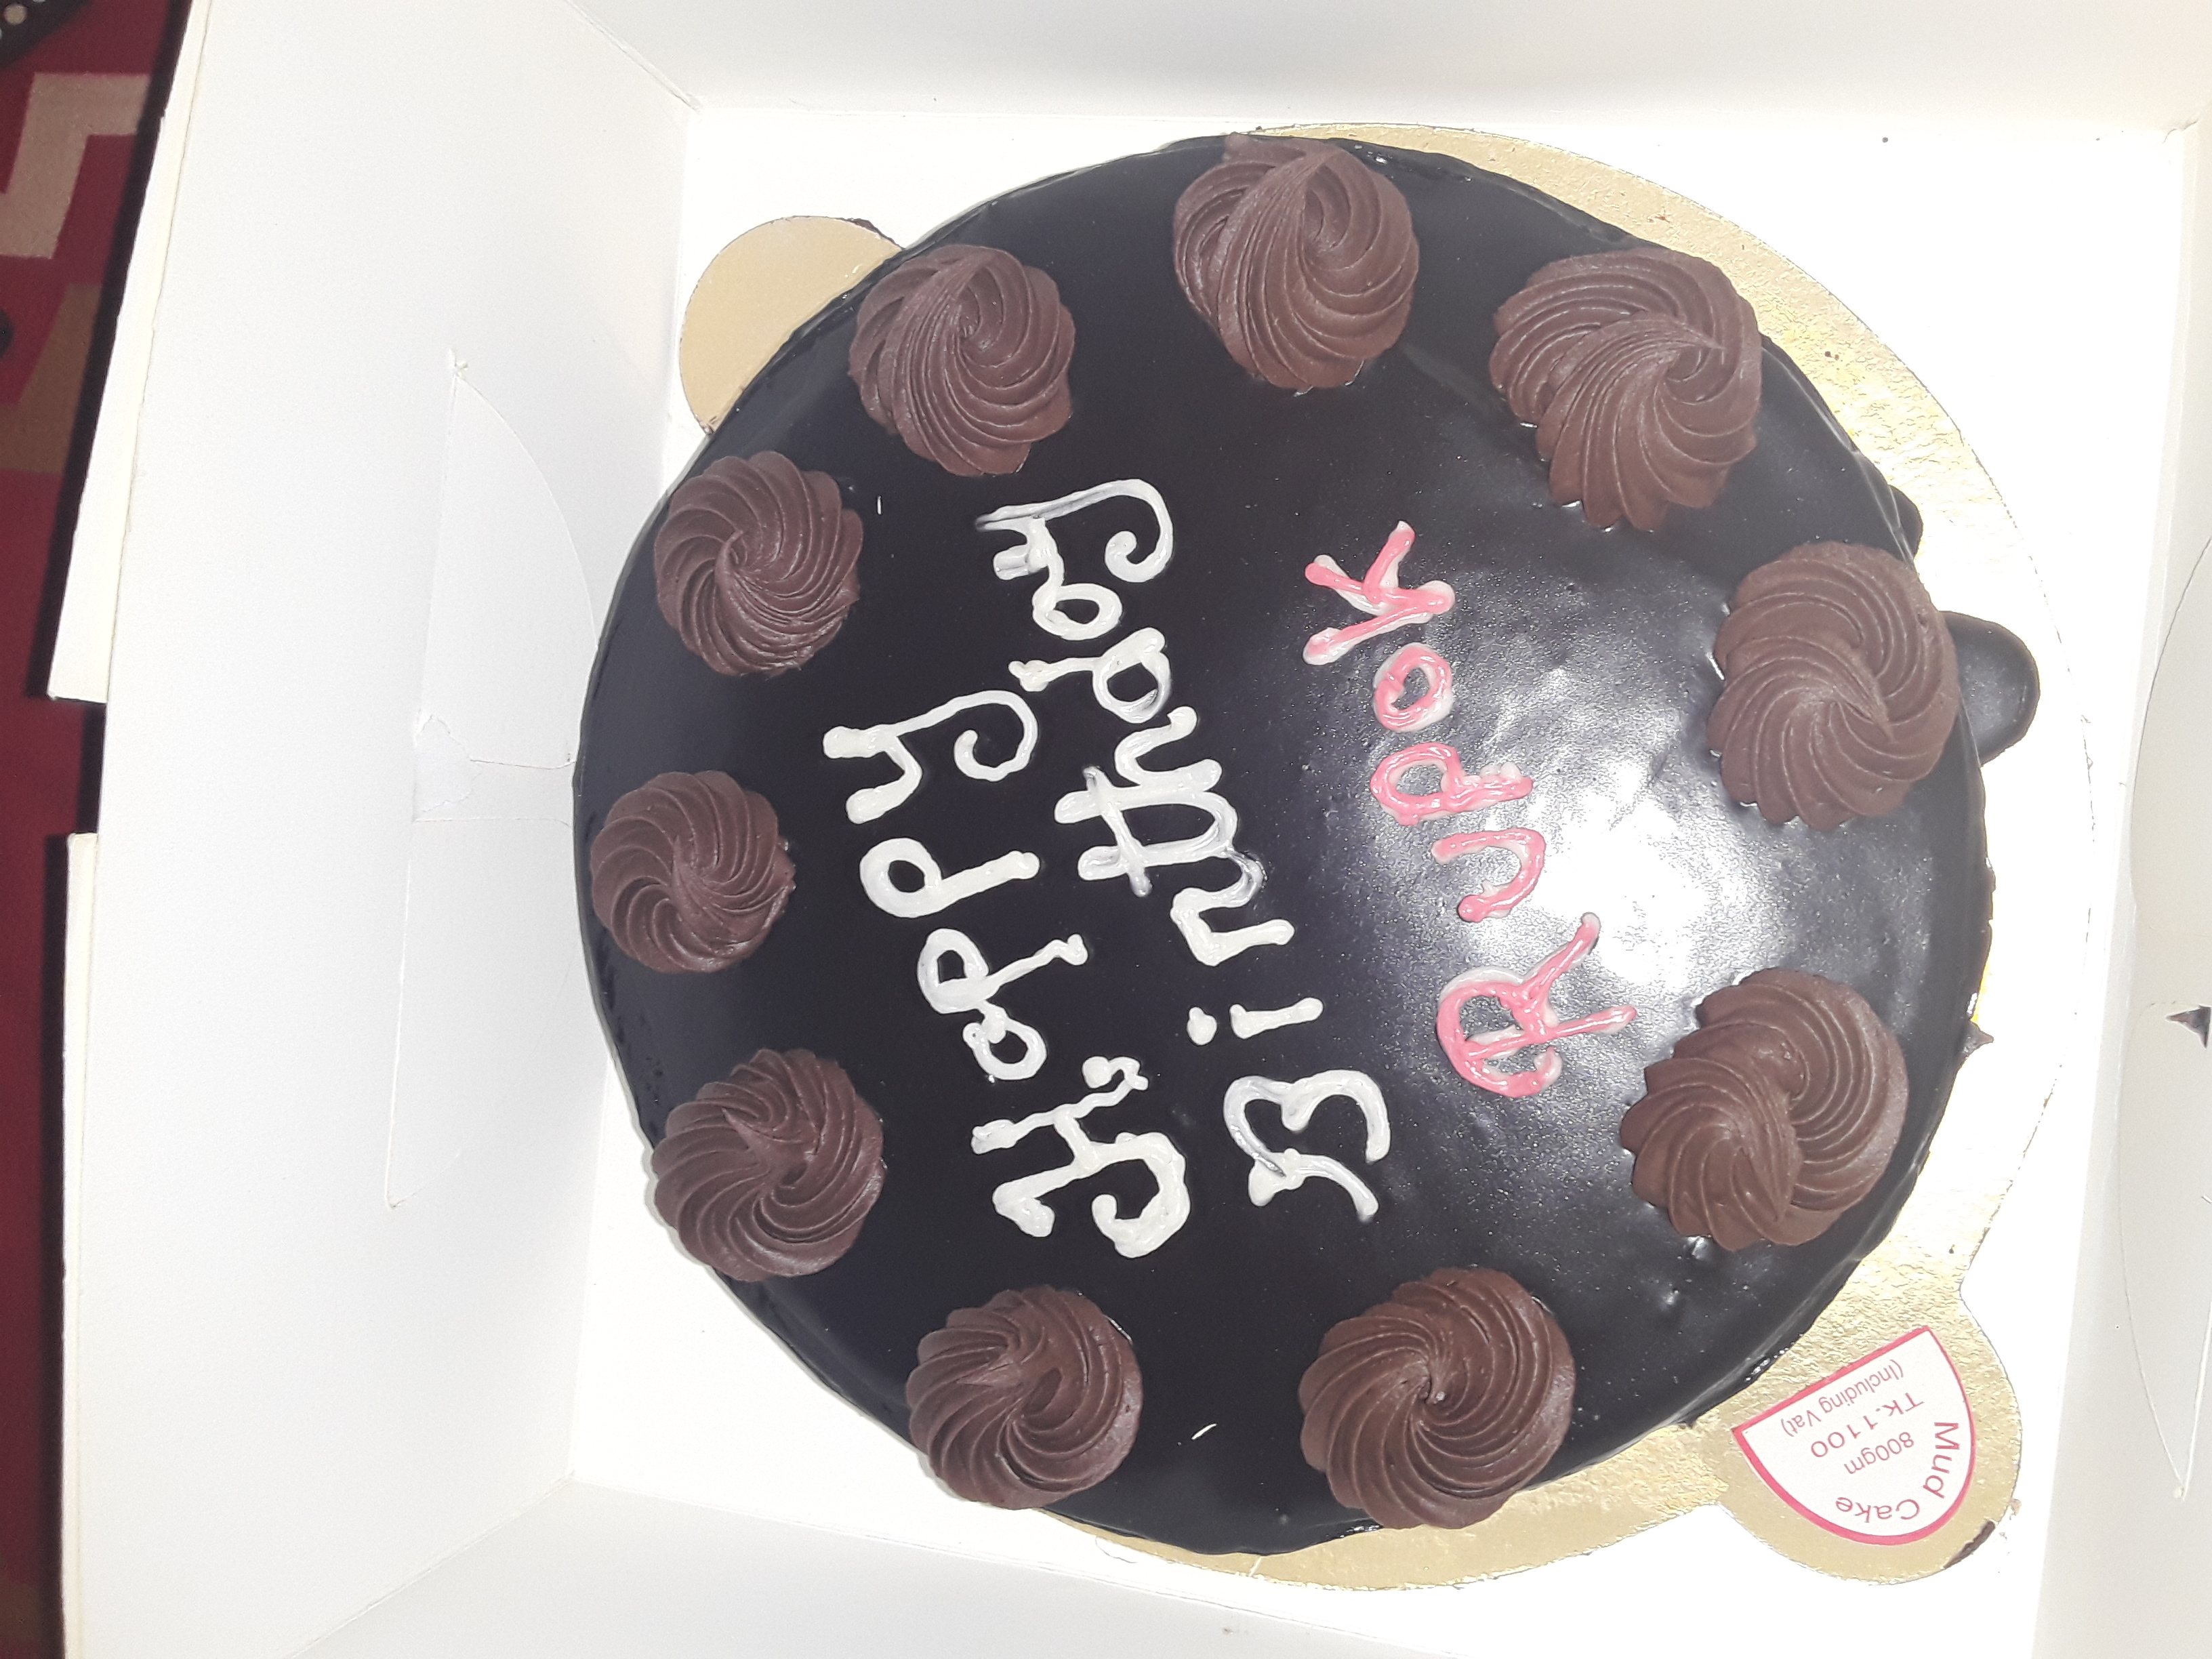 Happy
Birthday
Rupok
Mud Cake
800gm
TK.1100
(Including Vat)